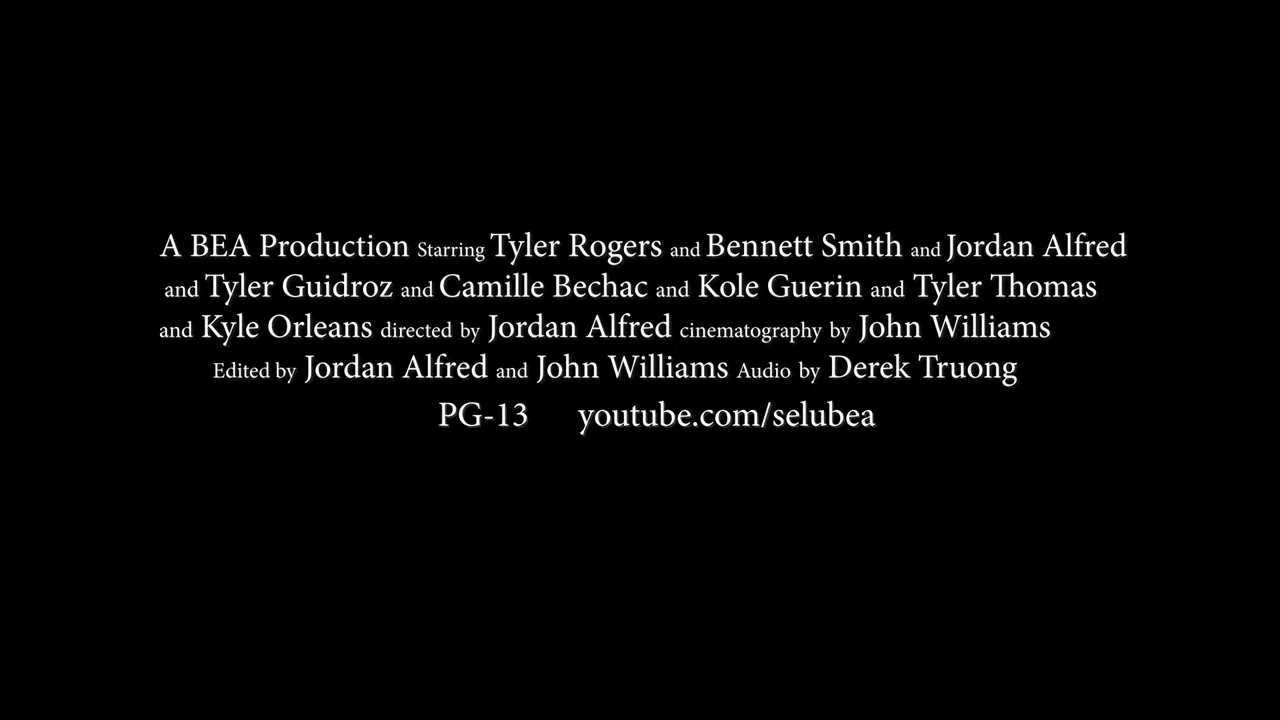 A BEA Production Starring Tyler Rogers and Bennett Smith and Jordan Alfred
and Tyler Guidroz and Camille Bechac and Kole Guerin and Tyler Thomas
and Kyle Orleans directed by Jordan Alfred cinematography by John Williams
Edited by Jordan Alfred and John Williams Audio by Derek Truong
PG-13 youtube.com/selubea